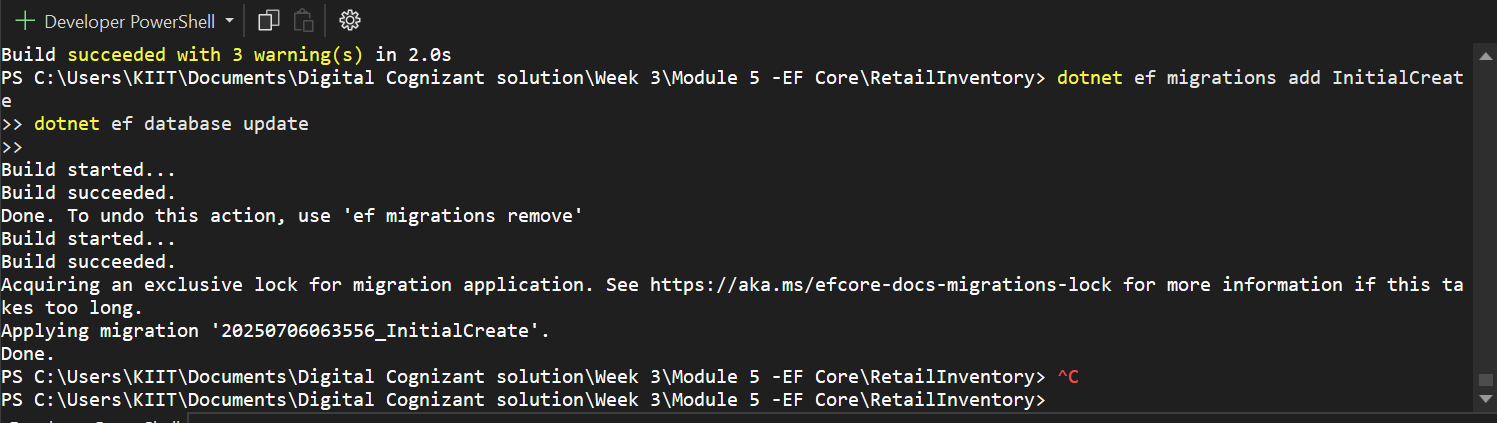 Developer PowerShell
Build succeeded with 3 warning(s) in 2.0s
PS C:\Users\KIIT\Documents\Digital Cognizant solution\Week 3\Module 5 -EF Core\RetailInventory> dotnet ef migrations add InitialCreat
e
>> dotnet ef database update
>>
Build started...
Build succeeded.
Done. To undo this action, use 'ef migrations remove'
Build started...
Build succeeded.
Acquiring an exclusive lock for migration application. See https://aka.ms/efcore-docs-migrations-lock for more information if this ta
kes too long.
Applying migration '20250706063556_InitialCreate'.
Done.
PS C:\Users\KIIT\Documents\Digital Cognizant solution\Week 3\Module 5 -EF Core\RetailInventory> ^C
PS C:\Users\KIIT\Documents\Digital Cognizant solution\Week 3\Module 5 -EF Core\RetailInventory>